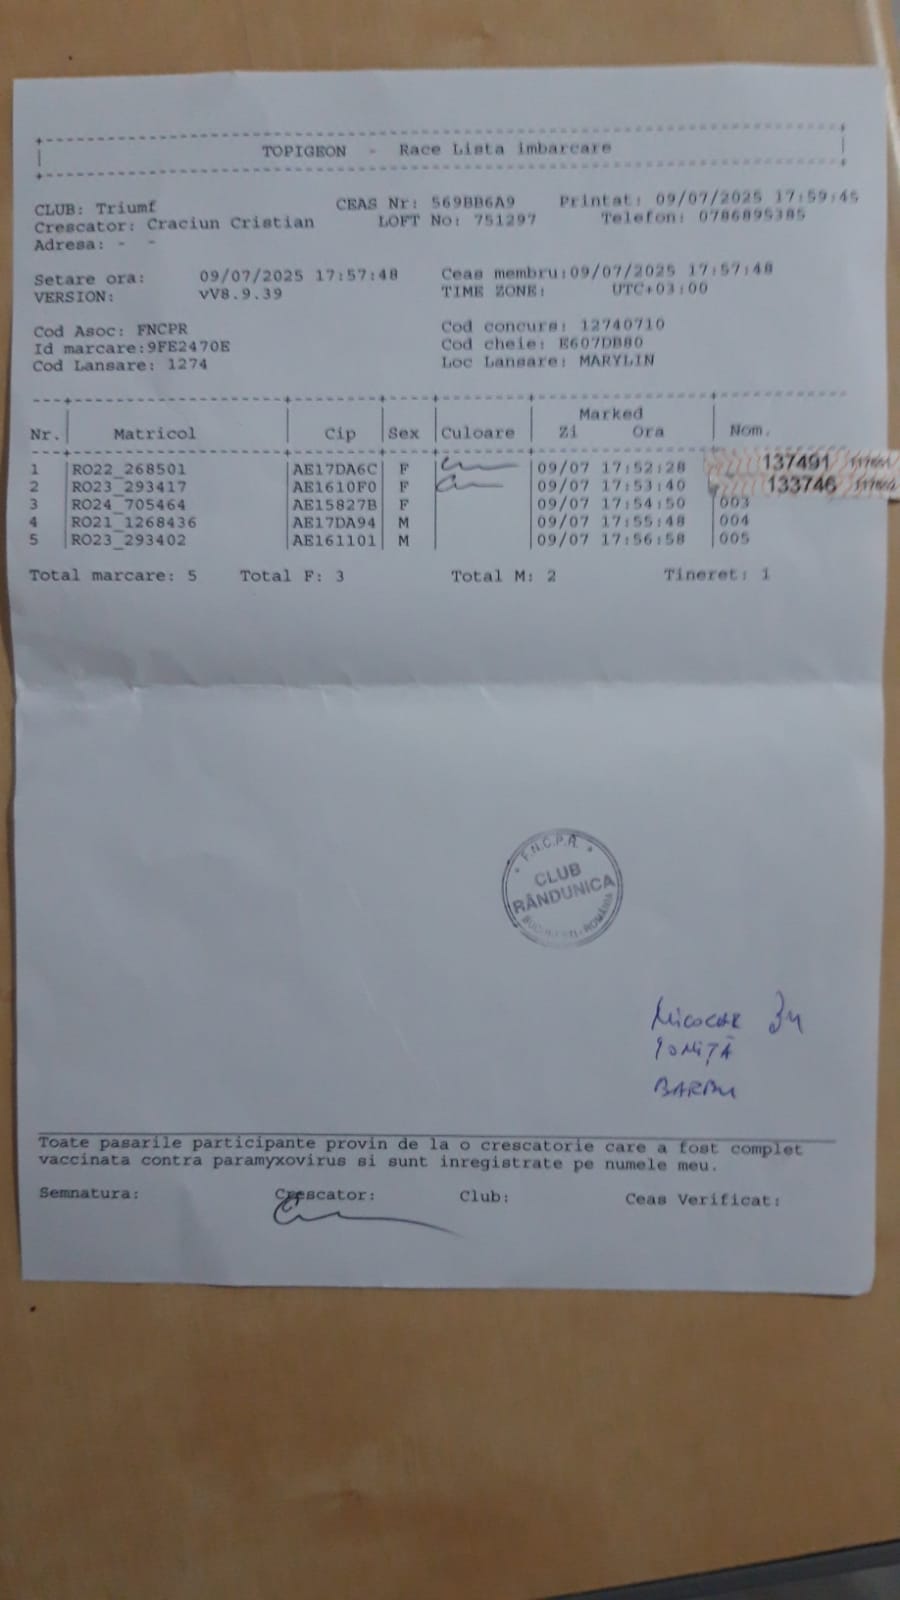 TOPIGEON - Race Lista imbarcare
CLUB: Triumf CEAS Nr: 569BB6A9 Printat: 09/07/2025 17:59:45
Crescator: Craciun Cristian LOFT No: 751297 Telefon: 0786895385
Adresa: - -
Setare ora: 09/07/2025 17:57:48 Ceas membru:09/07/2025 17:57:48
VERSION: vV8.9.39 TIME ZONE: UTC+03:00
Cod Asoc: FNCPR Cod concurs: 12740710
Id marcare:9FE2470E Cod cheie: E607DB80
Cod Lansare: 1274 Loc Lansare: MARYLIN
Marked
Nr. Matricol Cip Sex Culoare Zi Ora Nom.
1 RO22_268501 AE17DA6C F 09/07 17:52:28 137491
2 RO23_293417 AE1610F0 F 09/07 17:53:40 133746
3 RO24_705464 AE15827B F 09/07 17:54:50 003
4 RO21_1268436 AE17DA94 M 09/07 17:55:48 004
5 RO23_293402 AE161101 M 09/07 17:56:58 005
Total marcare: 5 Total F: 3 Total M: 2 Tineret: 1
F.N.C.P.R.
CLUB
RÂNDUNICA
ROMÂNIA
IONIȚĂ
BARBU
Toate pasarile participante provin de la o crescatorie care a fost complet
vaccinata contra paramyxovirus si sunt inregistrate pe numele meu.
Semnatura: Crescator: Club: Ceas Verificat: